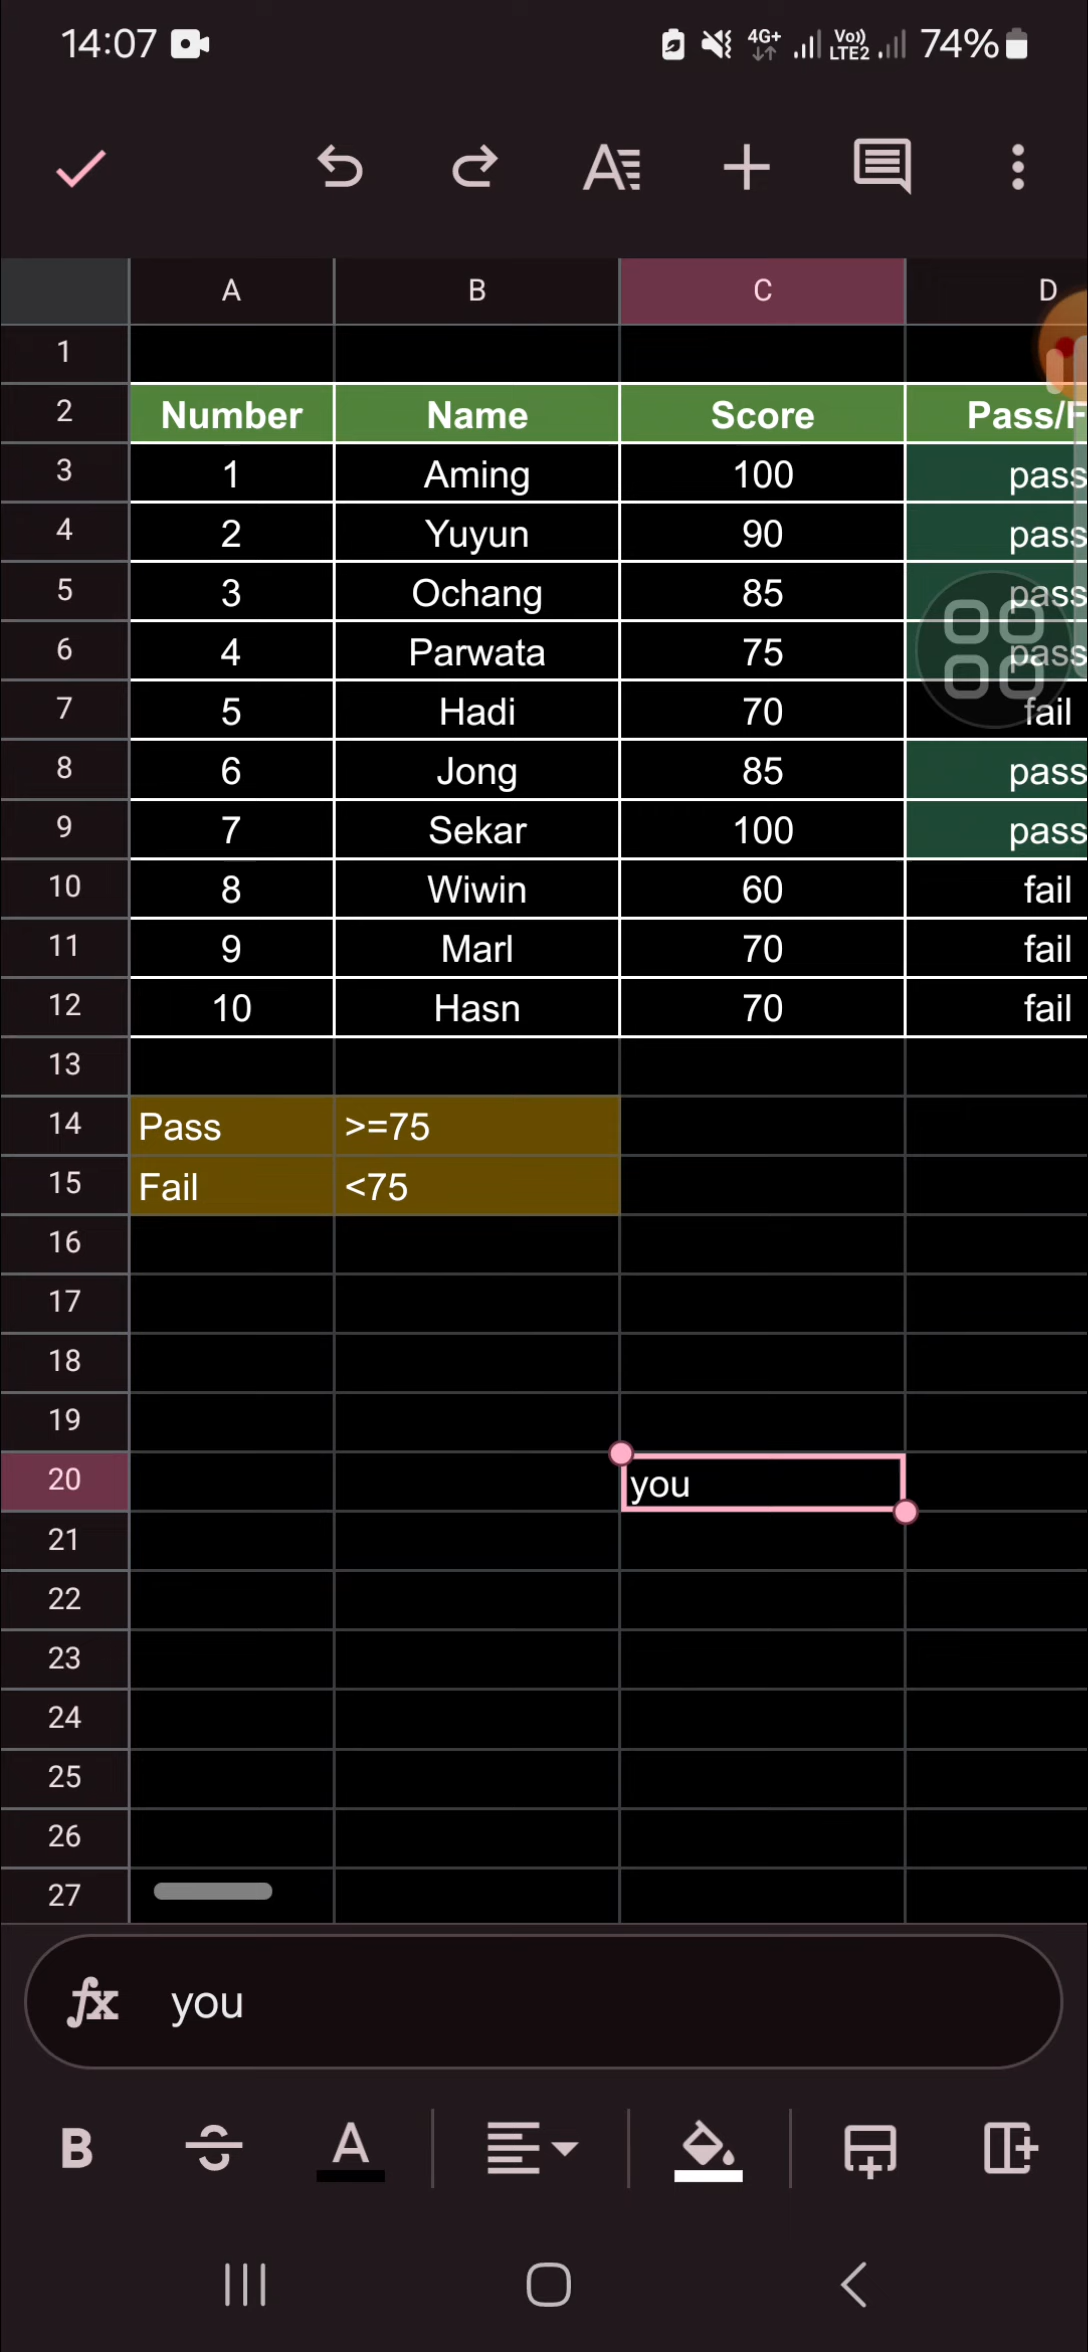 14:07 4G+ Vo)) LTE2 74%
A B C D
1
2 Number Name Score Pass/F
3 1 Aming 100 pass
4 2 Yuyun 90 pass
5 3 Ochang 85 pass
6 4 Parwata 75 pass
7 5 Hadi 70 fail
8 6 Jong 85 pass
9 7 Sekar 100 pass
10 8 Wiwin 60 fail
11 9 Marl 70 fail
12 10 Hasn 70 fail
13
14 Pass >=75
15 Fail <75
16
17
18
19
20 you
21
22
23
24
25
26
27
fx you
B S A